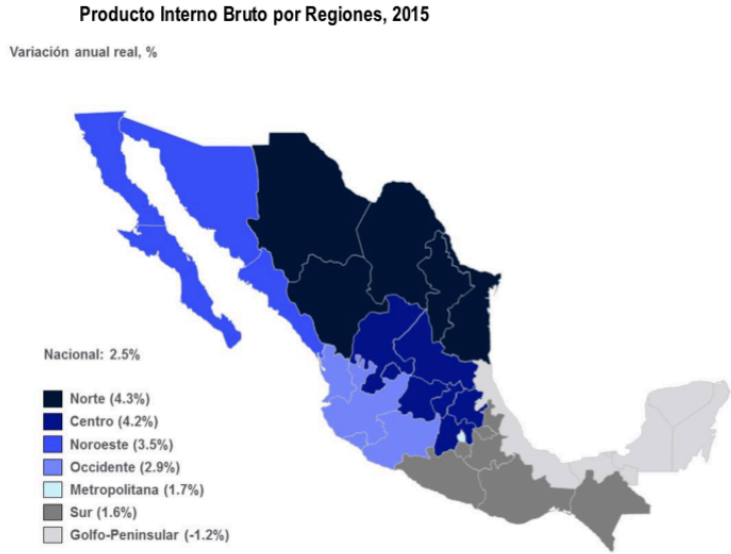 Producto Interno Bruto por Regiones, 2015
Variación anual real, %
Nacional: 2.5%
Norte (4.3%)
Centro (4.2%)
Noroeste (3.5%)
Occidente (2.9%)
Metropolitana (1.7%)
Sur (1.6%)
Golfo-Peninsular (-1.2%)